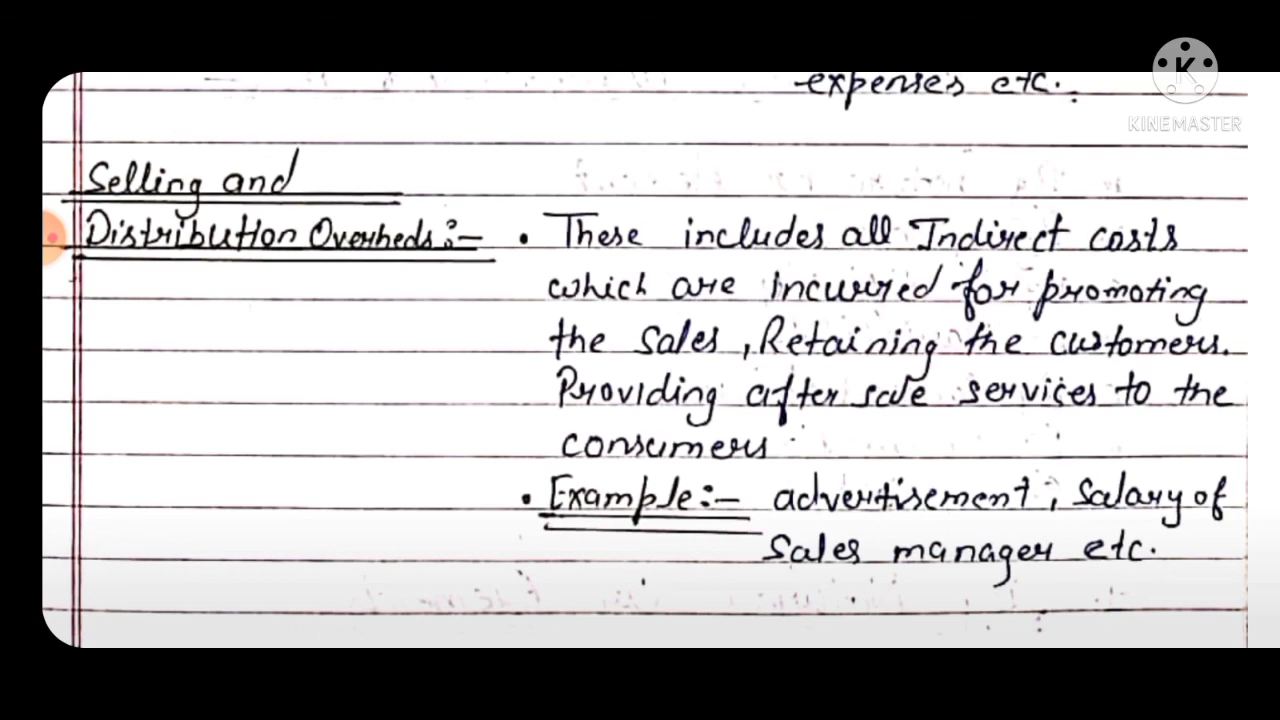 expenses etc.
KINEMASTER
Selling and
Distribution Overheds:-
• These includes all Indirect costs
which are incurred for promoting
the sales, Retaining the customers.
Providing after sale services to the
consumers
• Example:- advertisement, Salary of
Sales manager etc.